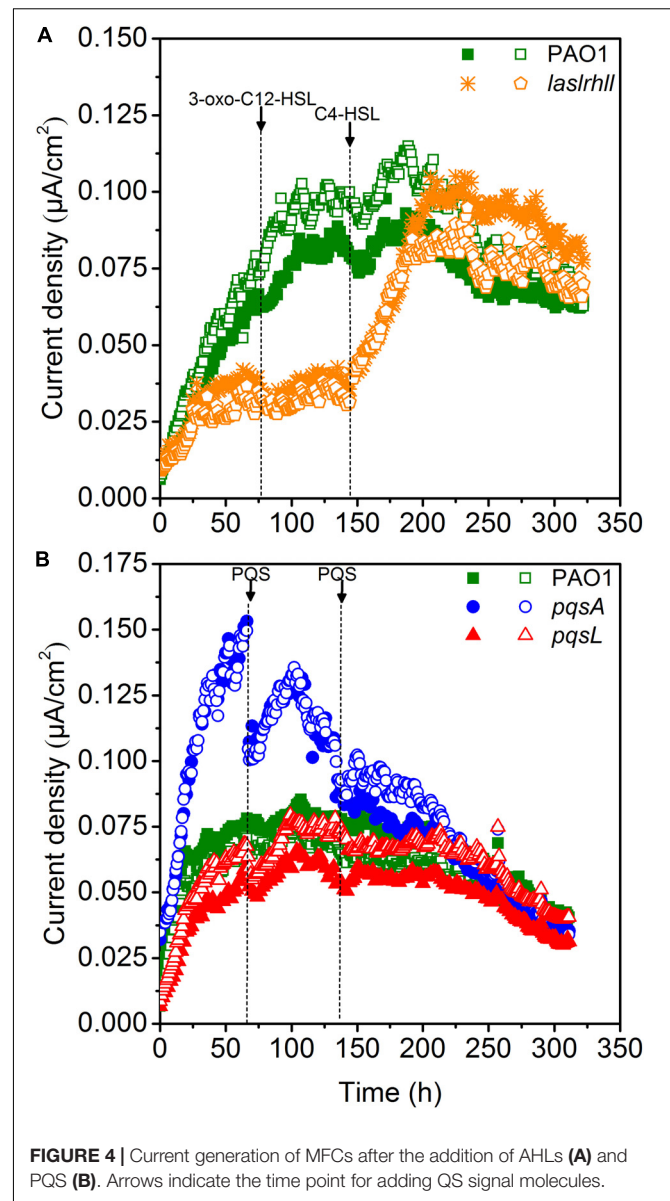 A
0.150
0.125
0.100
0.075
0.050
0.025
0.000
Current density (µA/cm²)
PAO1
lasIrhlI
3-oxo-C12-HSL
C4-HSL
0 50 100 150 200 250 300 350
B
0.175
0.150
0.125
0.100
0.075
0.050
0.025
0.000
Current density (µA/cm²)
PQS
PQS
PAO1
pqsA
pqsL
0 50 100 150 200 250 300 350
Time (h)
FIGURE 4 | Current generation of MFCs after the addition of AHLs (A) and
PQS (B). Arrows indicate the time point for adding QS signal molecules.